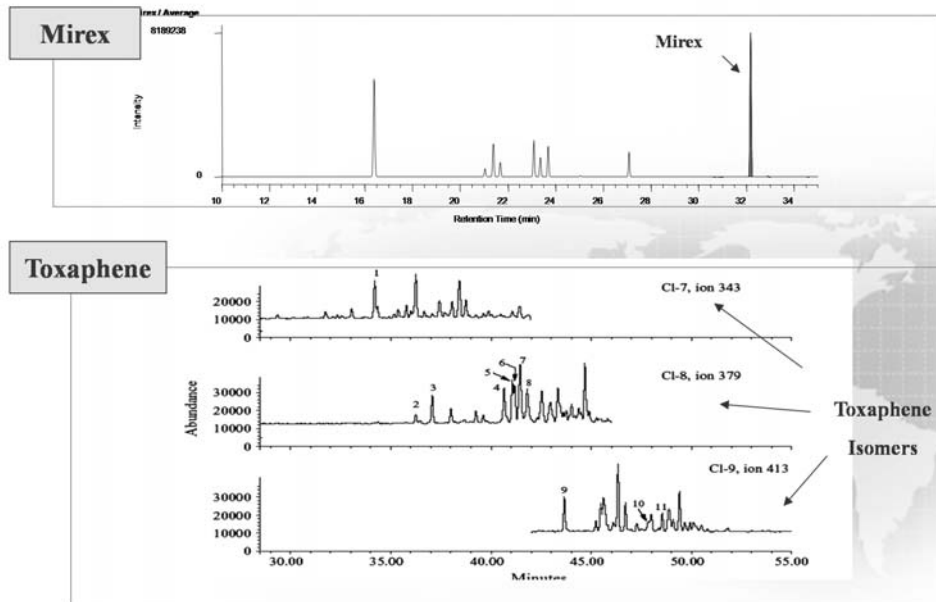 Mirex
irex / Average
8189238
Intensity
0
Mirex
10 12 14 16 18 20 22 24 26 28 30 32 34
Retention Time (min)
Toxaphene
1
Cl-7, ion 343
20000
10000
0
Cl-8, ion 379
30000
20000
10000
0
2 3 4 5 6 7 8
Abundance
Toxaphene
Isomers
Cl-9, ion 413
30000
20000
10000
0
9 10 11
30.00 35.00 40.00 45.00 50.00 55.00
Minutes